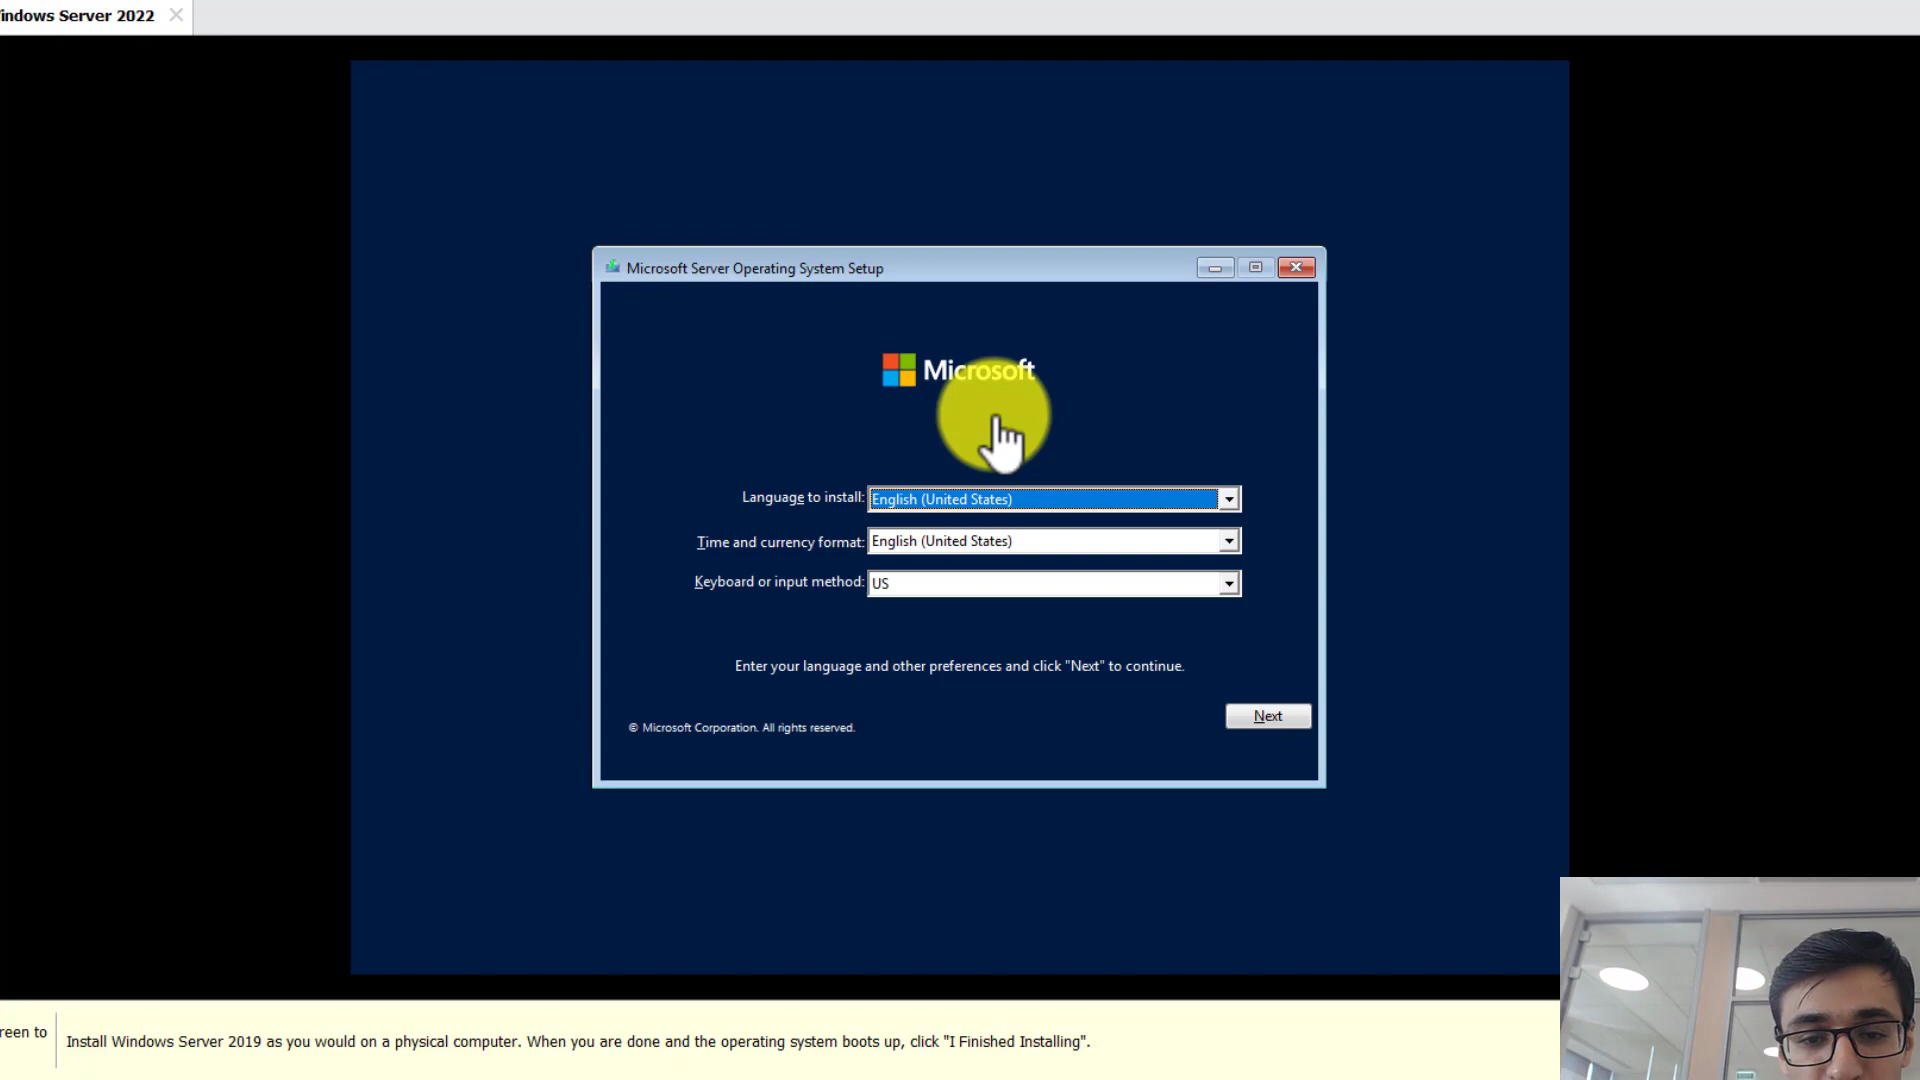 indows Server 2022
Microsoft Server Operating System Setup
Microsoft
Language to install: English (United States)
Time and currency format: English (United States)
Keyboard or input method: US
Enter your language and other preferences and click "Next" to continue.
Next
© Microsoft Corporation. All rights reserved.
reen to
Install Windows Server 2019 as you would on a physical computer. When you are done and the operating system boots up, click "I Finished Installing".